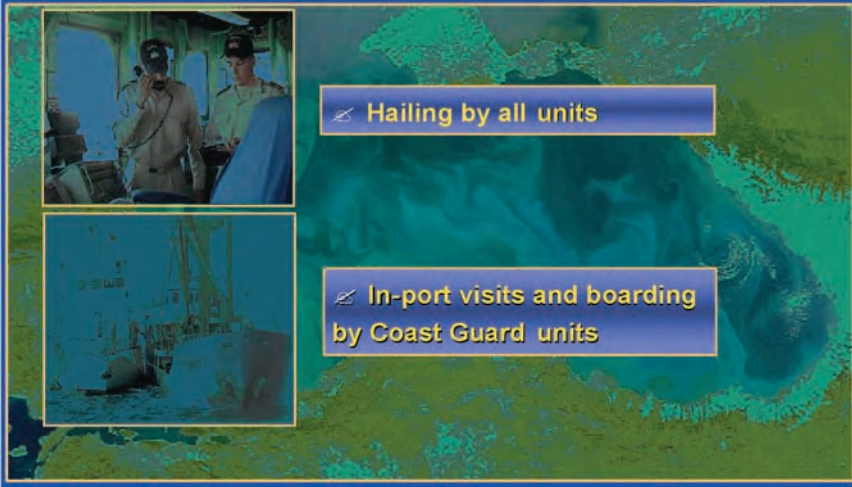 Hailing by all units
In-port visits and boarding
by Coast Guard units